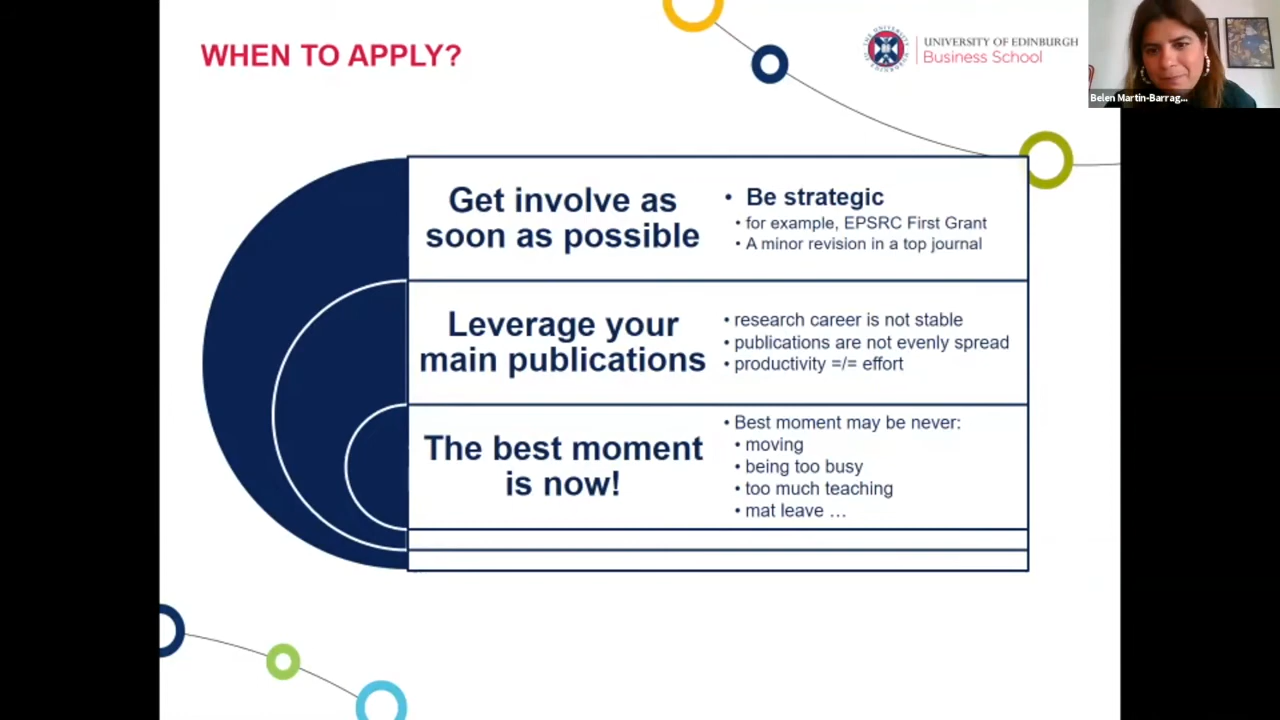 WHEN TO APPLY?
UNIVERSITY OF EDINBURGH
Business School
Belen Martin-Barrag...
Get involve as
soon as possible
• Be strategic
• for example, EPSRC First Grant
• A minor revision in a top journal
Leverage your
main publications
• research career is not stable
• publications are not evenly spread
• productivity =/= effort
The best moment
is now!
• Best moment may be never:
• moving
• being too busy
• too much teaching
• mat leave …